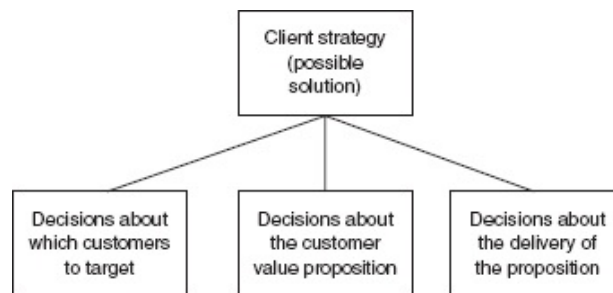 Client strategy
(possible
solution)
Decisions about
which customers
to target
Decisions about
the customer
value proposition
Decisions about
the delivery of
the proposition